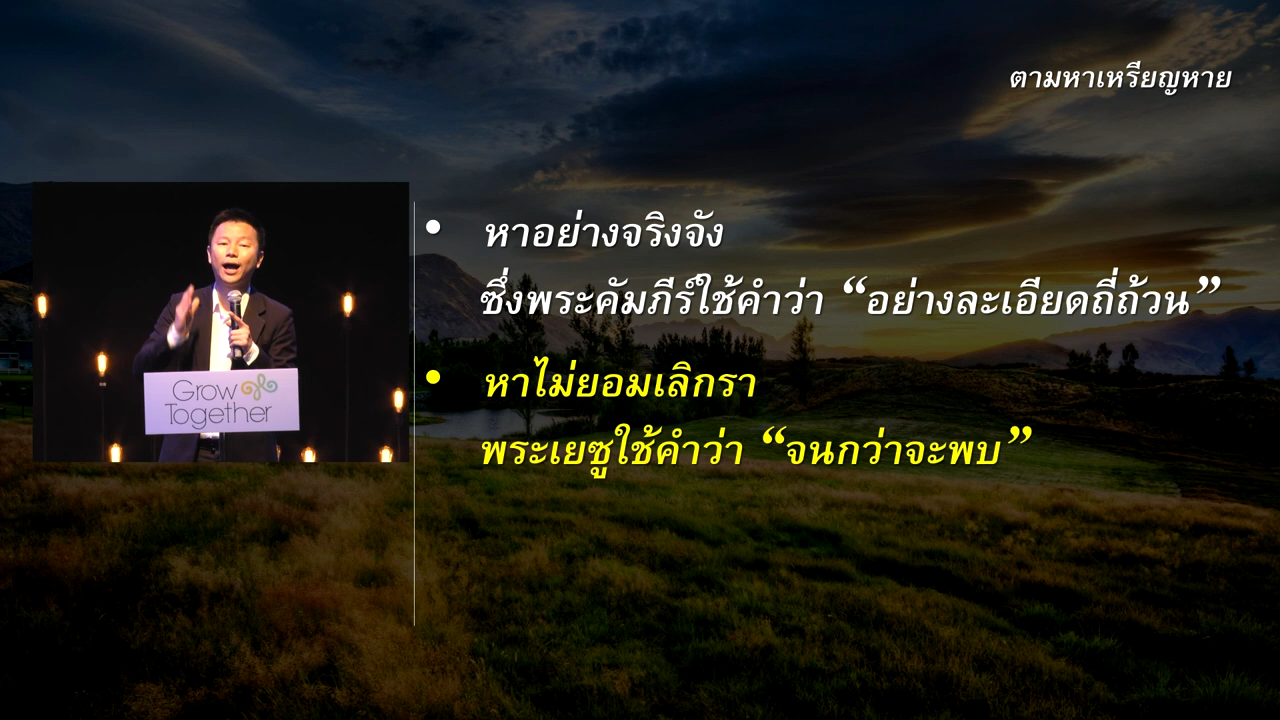 ตามหาเหรียญหาย
• หาอย่างจริงจัง
ซึ่งพระคัมภีร์ใช้คำว่า “อย่างละเอียดถี่ถ้วน”
• หาไม่ยอมเลิกรา
พระเยซูใช้คำว่า “จนกว่าจะพบ”
Grow
Together